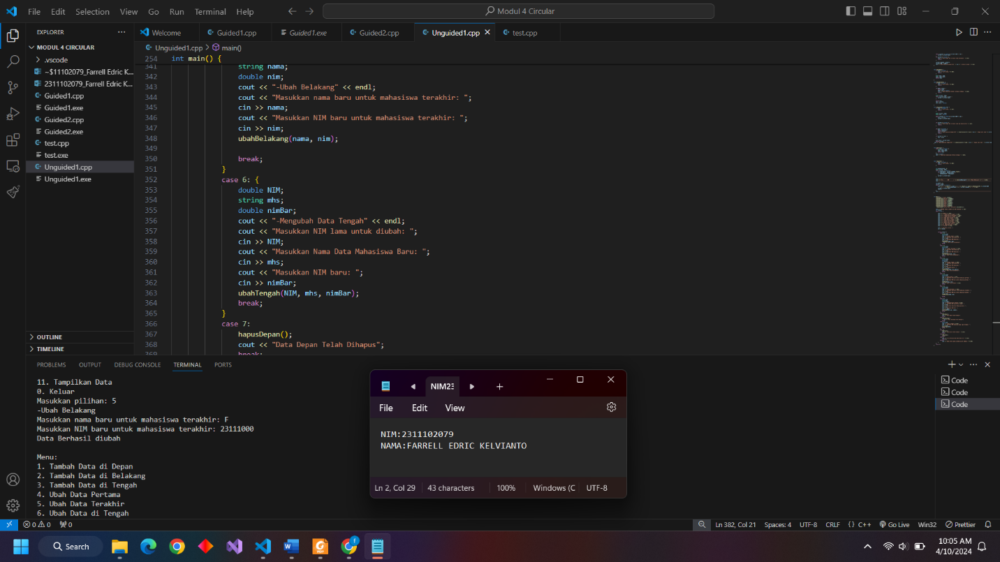 File Edit Selection View Go Run Terminal Help
Modul 4 Circular
EXPLORER
MODUL 4 CIRCULAR
.vscode
~$11102079_Farrell Edric K...
2311102079_Farrell Edric K...
Guided1.cpp
Guided1.exe
Guided2.cpp
Guided2.exe
test.cpp
test.exe
Unguided1.cpp
Unguided1.exe
OUTLINE
TIMELINE
Welcome Guided1.cpp Guided1.exe Guided2.cpp Unguided1.cpp test.cpp
Unguided1.cpp > main()
254 int main() {
341 string nama;
342 double nim;
343 cout << "-Ubah Belakang" << endl;
344 cout << "Masukkan nama baru untuk mahasiswa terakhir: ";
345 cin >> nama;
346 cout << "Masukkan NIM baru untuk mahasiswa terakhir: ";
347 cin >> nim;
348 ubahBelakang(nama, nim);
349
350 break;
351 }
352 case 6: {
353 double NIM;
354 string mhs;
355 double nimBar;
356 cout << "-Mengubah Data Tengah" << endl;
357 cout << "Masukkan NIM lama untuk diubah: ";
358 cin >> NIM;
359 cout << "Masukkan Nama Data Mahasiswa Baru: ";
360 cin >> mhs;
361 cout << "Masukkan NIM baru: ";
362 cin >> nimBar;
363 ubahTengah(NIM, mhs, nimBar);
364 break;
365 }
366 case 7:
367 hapusDepan();
368 cout << "Data Depan Telah Dihapus";
369 break;
PROBLEMS OUTPUT DEBUG CONSOLE TERMINAL PORTS
11. Tampilkan Data
0. Keluar
Masukkan pilihan: 5
-Ubah Belakang
Masukkan nama baru untuk mahasiswa terakhir: F
Masukkan NIM baru untuk mahasiswa terakhir: 23111000
Data Berhasil diubah

Menu:
1. Tambah Data di Depan
2. Tambah Data di Belakang
3. Tambah Data di Tengah
4. Ubah Data Pertama
5. Ubah Data Terakhir
6. Ubah Data di Tengah
Code
Code
Code
NIM23
File Edit View
NIM:2311102079
NAMA:FARRELL EDRIC KELVIANTO
Ln 2, Col 29 43 characters 100% Windows (C UTF-8
0 0 0 Ln 382, Col 21 Spaces: 4 UTF-8 CRLF {} C++ Go Live Win32 Prettier
Search
10:05 AM
4/10/2024